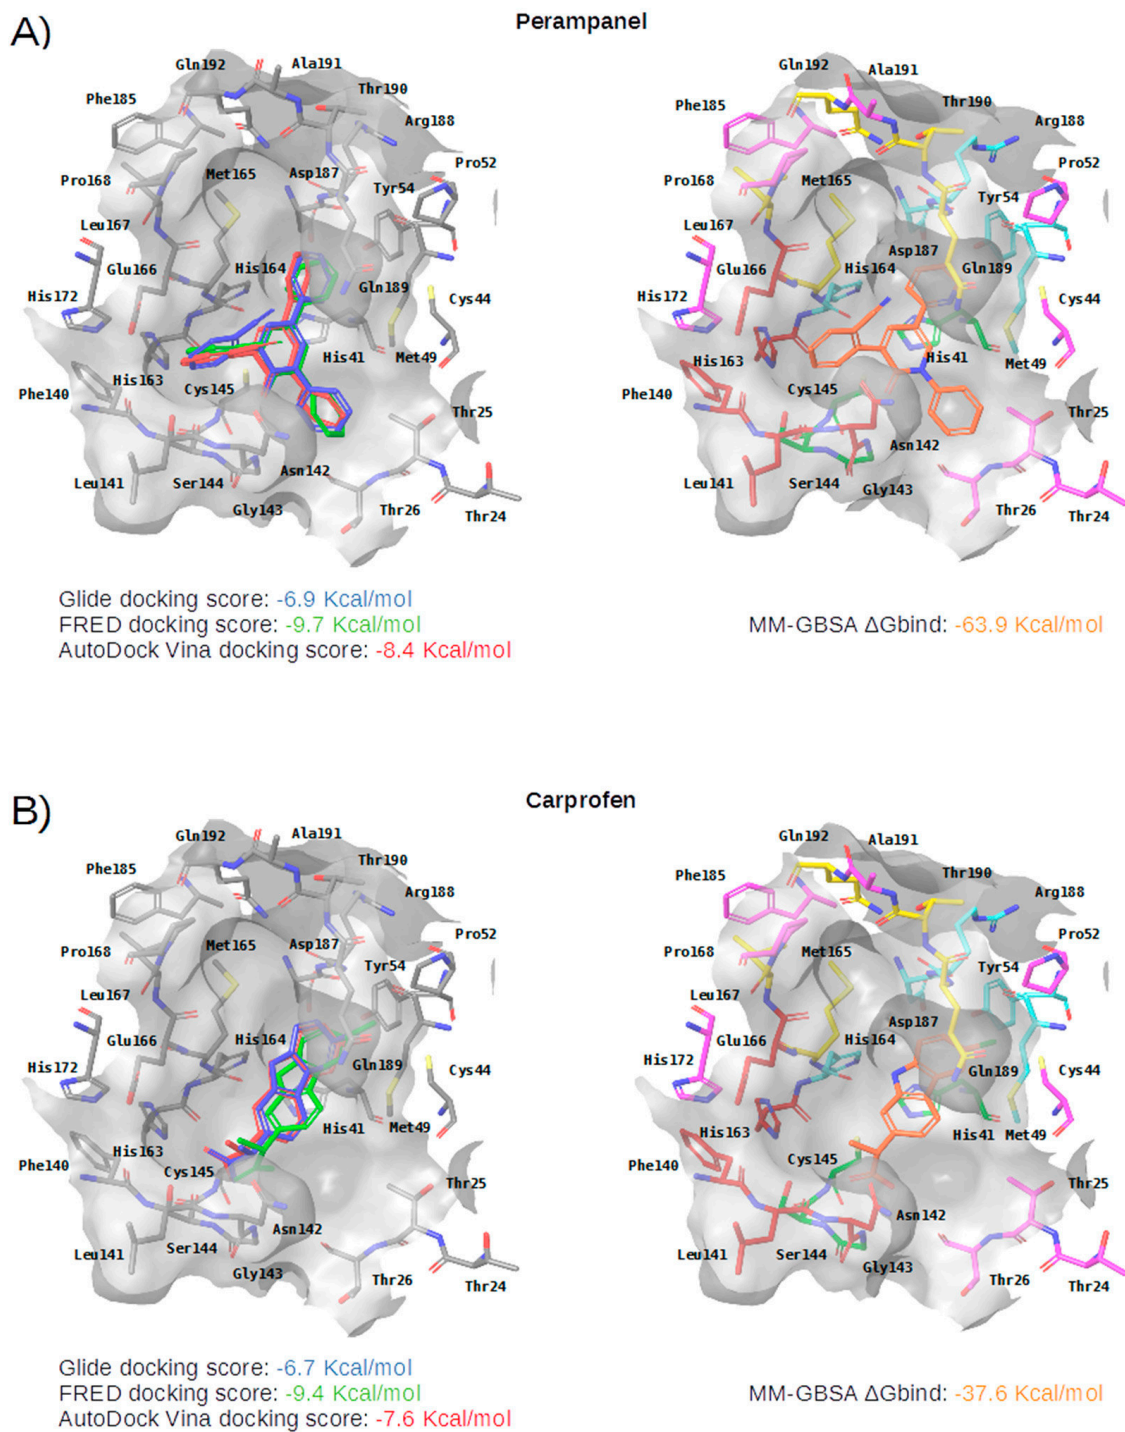 A)
Perampanel
Gln192
Ala191
Thr190
Phe185
Arg188
Pro52
Pro168
Met165
Asp187
Tyr54
Leu167
Glu166
His164
Gln189
His172
Cys44
His163
His41
Met49
Phe140
Cys145
Thr25
Asn142
Leu141
Ser144
Gly143
Thr26
Thr24
Gln192
Ala191
Phe185
Thr190
Arg188
Pro52
Pro168
Met165
Tyr54
Leu167
Asp187
Glu166
His164
Gln189
His172
Cys44
His163
His41
Met49
Phe140
Cys145
Thr25
Asn142
Leu141
Ser144
Gly143
Thr26
Thr24
Glide docking score: -6.9 Kcal/mol
FRED docking score: -9.7 Kcal/mol
AutoDock Vina docking score: -8.4 Kcal/mol
MM-GBSA ΔGbind: -63.9 Kcal/mol
B)
Carprofen
Gln192
Ala191
Thr190
Phe185
Arg188
Pro52
Pro168
Met165
Asp187
Tyr54
Leu167
Glu166
His164
Gln189
His172
Cys44
His163
His41
Met49
Phe140
Cys145
Thr25
Asn142
Leu141
Ser144
Gly143
Thr26
Thr24
Gln192
Ala191
Phe185
Thr190
Arg188
Pro52
Pro168
Met165
Tyr54
Leu167
Asp187
Glu166
His164
Gln189
His172
Cys44
His163
His41
Met49
Phe140
Cys145
Thr25
Asn142
Leu141
Ser144
Gly143
Thr26
Thr24
Glide docking score: -6.7 Kcal/mol
FRED docking score: -9.4 Kcal/mol
AutoDock Vina docking score: -7.6 Kcal/mol
MM-GBSA ΔGbind: -37.6 Kcal/mol